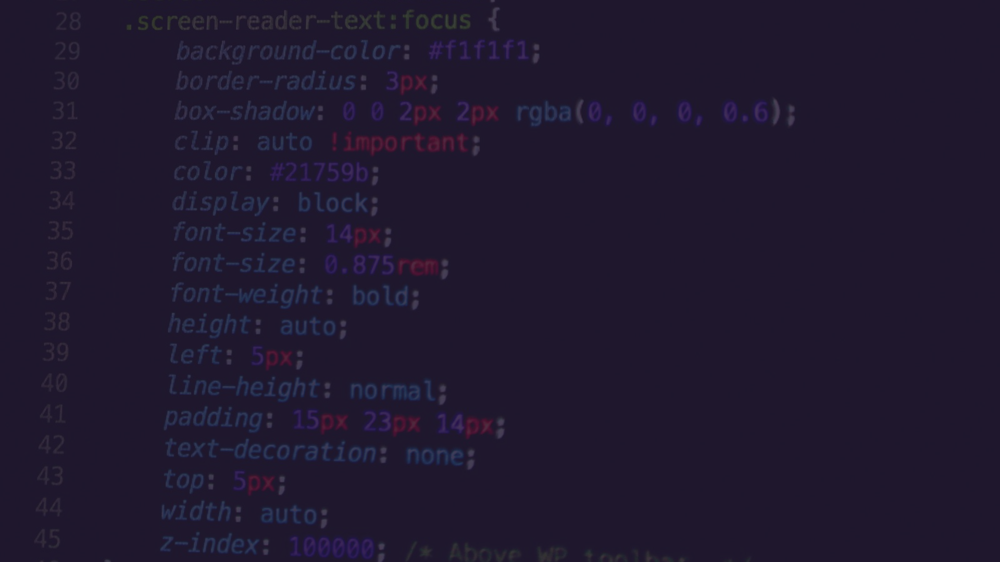 28 .screen-reader-text:focus {
29 background-color: #f1f1f1;
30 border-radius: 3px;
31 box-shadow: 0 0 2px 2px rgba(0, 0, 0, 0.6);
32 clip: auto !important;
33 color: #21759b;
34 display: block;
35 font-size: 14px;
36 font-size: 0.875rem;
37 font-weight: bold;
38 height: auto;
39 left: 5px;
40 line-height: normal;
41 padding: 15px 23px 14px;
42 text-decoration: none;
43 top: 5px;
44 width: auto;
45 z-index: 100000; /* Above WP toolbar. */